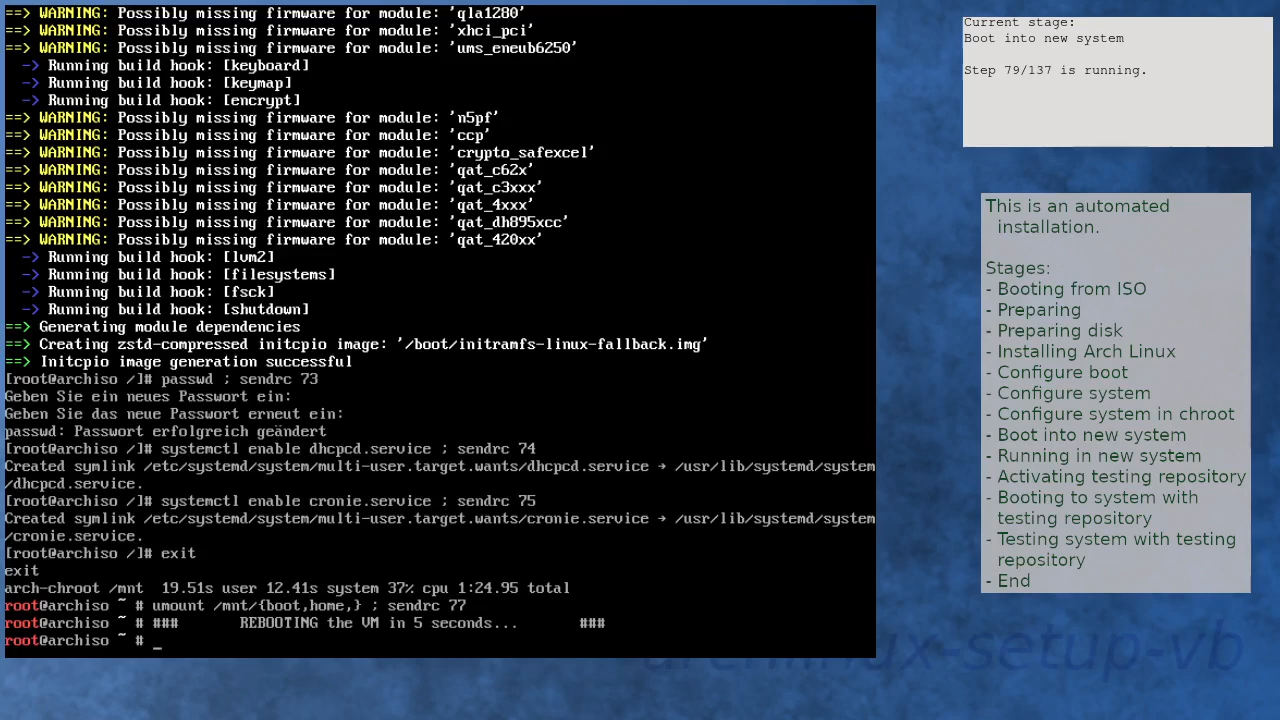 ==> WARNING: Possibly missing firmware for module: 'qla1280'
==> WARNING: Possibly missing firmware for module: 'xhci_pci'
==> WARNING: Possibly missing firmware for module: 'ums_eneub6250'
-> Running build hook: [keyboard]
-> Running build hook: [keymap]
-> Running build hook: [encrypt]
==> WARNING: Possibly missing firmware for module: 'n5pf'
==> WARNING: Possibly missing firmware for module: 'ccp'
==> WARNING: Possibly missing firmware for module: 'crypto_safexcel'
==> WARNING: Possibly missing firmware for module: 'qat_c62x'
==> WARNING: Possibly missing firmware for module: 'qat_c3xxx'
==> WARNING: Possibly missing firmware for module: 'qat_4xxx'
==> WARNING: Possibly missing firmware for module: 'qat_dh895xcc'
==> WARNING: Possibly missing firmware for module: 'qat_420xx'
-> Running build hook: [lvm2]
-> Running build hook: [filesystems]
-> Running build hook: [fsck]
-> Running build hook: [shutdown]
==> Generating module dependencies
==> Creating zstd-compressed initcpio image: '/boot/initramfs-linux-fallback.img'
==> Initcpio image generation successful
[root@archiso /]# passwd ; sendrc 73
Geben Sie ein neues Passwort ein:
Geben Sie das neue Passwort erneut ein:
passwd: Passwort erfolgreich geändert
[root@archiso /]# systemctl enable dhcpcd.service ; sendrc 74
Created symlink /etc/systemd/system/multi-user.target.wants/dhcpcd.service → /usr/lib/systemd/system
/dhcpcd.service.
[root@archiso /]# systemctl enable cronie.service ; sendrc 75
Created symlink /etc/systemd/system/multi-user.target.wants/cronie.service → /usr/lib/systemd/system
/cronie.service.
[root@archiso /]# exit
exit
arch-chroot /mnt  19.51s user 12.41s system 37% cpu 1:24.95 total
root@archiso ~ # umount /mnt/{boot,home,} ; sendrc 77
root@archiso ~ # ###       REBOOTING the VM in 5 seconds...       ###
root@archiso ~ # _
Current stage:
Boot into new system
Step 79/137 is running.
This is an automated
installation.
Stages:
- Booting from ISO
- Preparing
- Preparing disk
- Installing Arch Linux
- Configure boot
- Configure system
- Configure system in chroot
- Boot into new system
- Running in new system
- Activating testing repository
- Booting to system with
testing repository
- Testing system with testing
repository
- End
archlinux-setup-vb